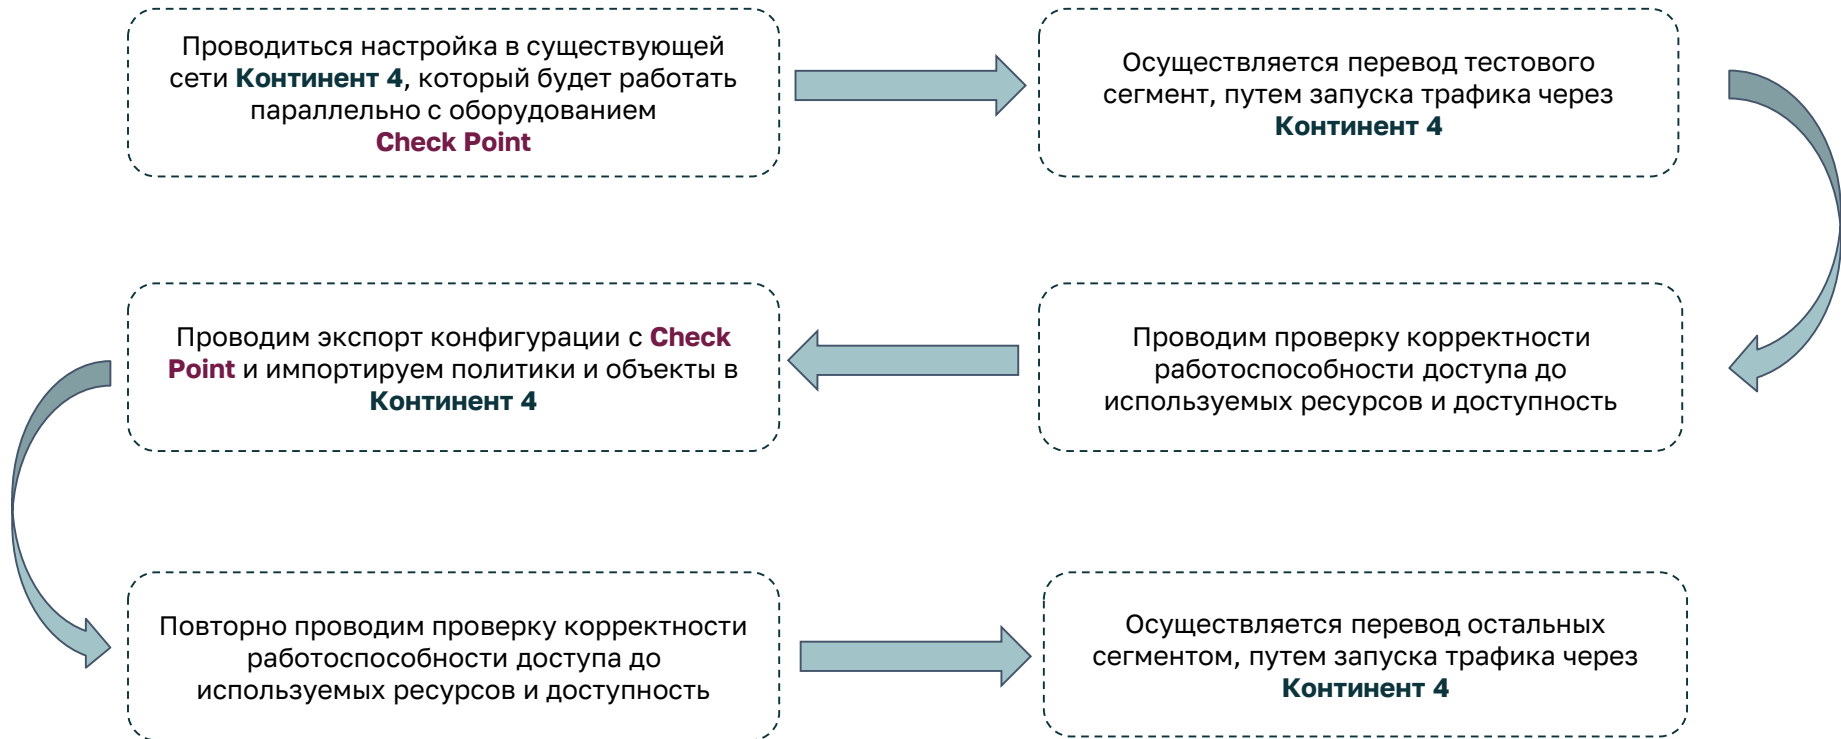 Проводиться настройка в существующей
сети Континент 4, который будет работать
параллельно с оборудованием
Check Point
Осуществляется перевод тестового
сегмент, путем запуска трафика через
Континент 4
Проводим проверку корректности
работоспособности доступа до
используемых ресурсов и доступность
Проводим экспорт конфигурации с Check
Point и импортируем политики и объекты в
Континент 4
Повторно проводим проверку корректности
работоспособности доступа до
используемых ресурсов и доступность
Осуществляется перевод остальных
сегментом, путем запуска трафика через
Континент 4